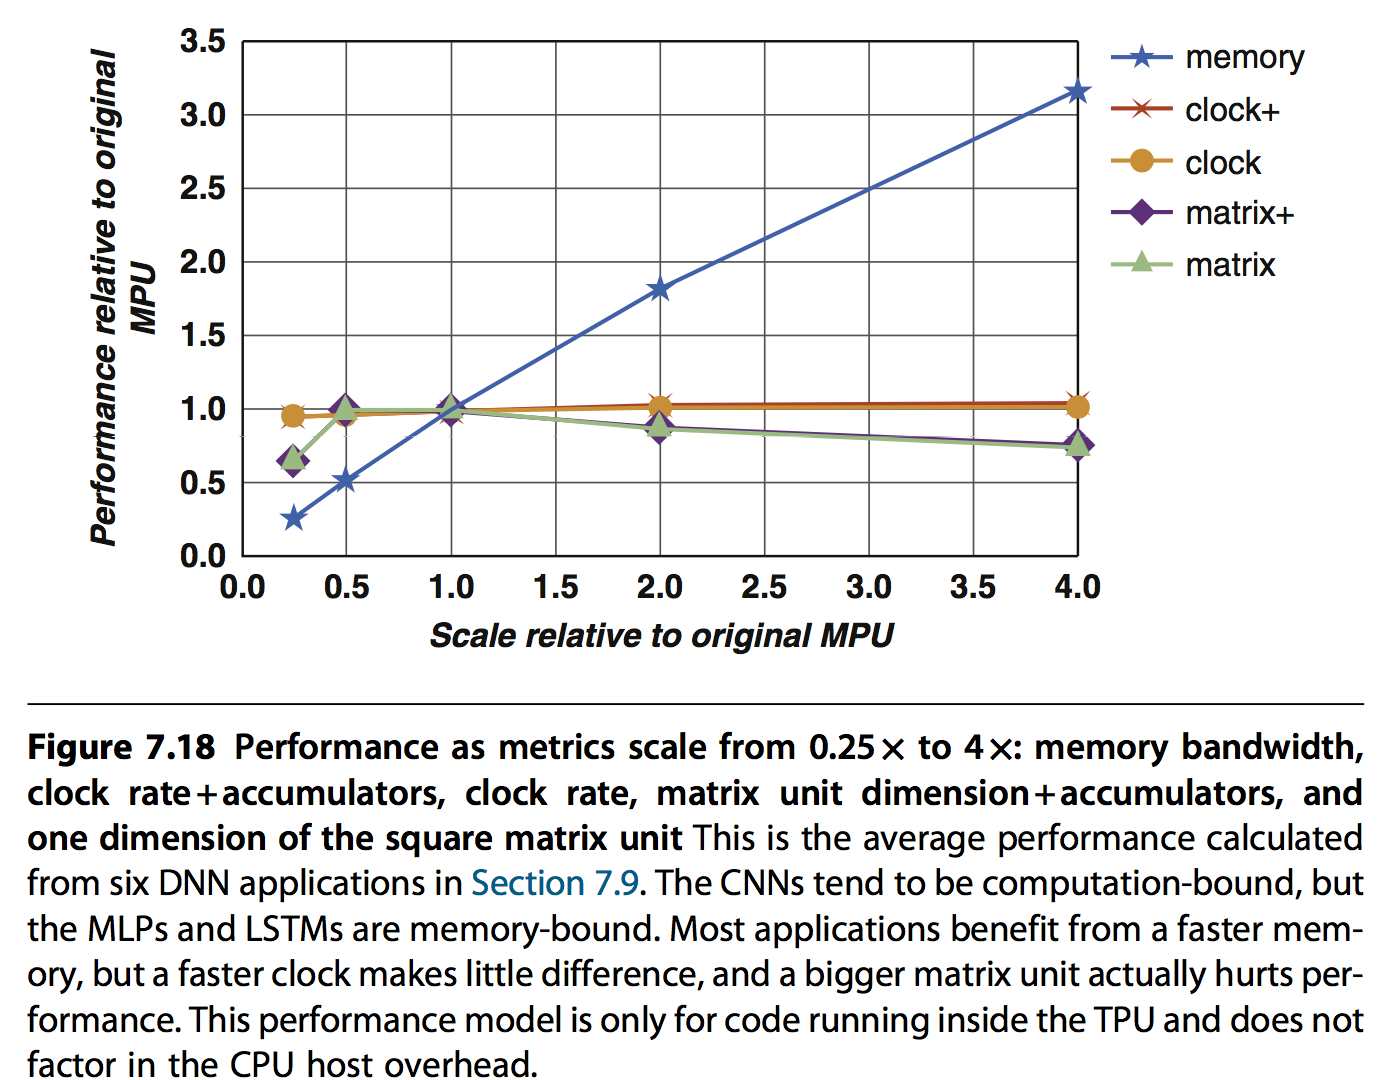 3.5
3.0
2.5
2.0
1.5
1.0
0.5
0.0
Performance relative to original
MPU
0.0 0.5 1.0 1.5 2.0 2.5 3.0 3.5 4.0
Scale relative to original MPU
memory
clock+
clock
matrix+
matrix
Figure 7.18 Performance as metrics scale from 0.25× to 4×: memory bandwidth,
clock rate+accumulators, clock rate, matrix unit dimension+accumulators, and
one dimension of the square matrix unit This is the average performance calculated
from six DNN applications in Section 7.9. The CNNs tend to be computation-bound, but
the MLPs and LSTMs are memory-bound. Most applications benefit from a faster mem-
ory, but a faster clock makes little difference, and a bigger matrix unit actually hurts per-
formance. This performance model is only for code running inside the TPU and does not
factor in the CPU host overhead.